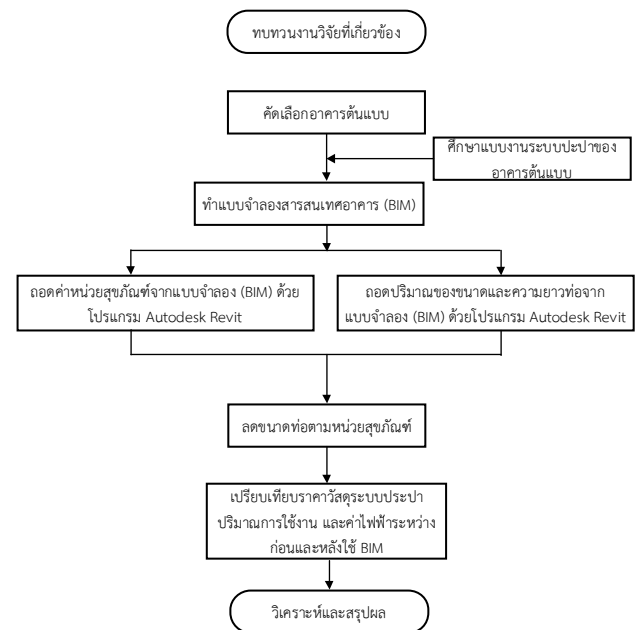 ทบทวนงานวิจัยที่เกี่ยวข้อง
คัดเลือกอาคารต้นแบบ
ศึกษาแบบงานระบบปะปาของ
อาคารต้นแบบ
ทำแบบจำลองสารสนเทศอาคาร (BIM)
ถอดค่าหน่วยสุขภัณฑ์จากแบบจำลอง (BIM) ด้วย
โปรแกรม Autodesk Revit
ถอดปริมาณของขนาดและความยาวท่อจาก
แบบจำลอง (BIM) ด้วยโปรแกรม Autodesk Revit
ลดขนาดท่อตามหน่วยสุขภัณฑ์
เปรียบเทียบราคาวัสดุระบบประปา
ปริมาณการใช้งาน และค่าไฟฟ้าระหว่าง
ก่อนและหลังใช้ BIM
วิเคราะห์และสรุปผล